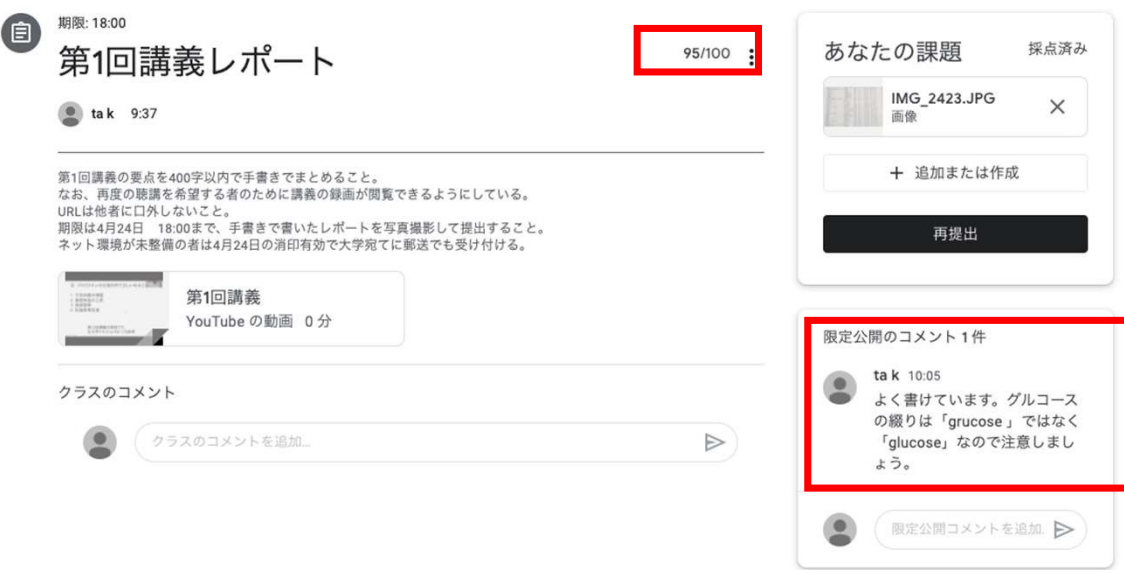 期限: 18:00
第1回講義レポート
95/100
ta k 9:37
第1回講義の要点を400字以内で手書きでまとめること。
なお、再度の聴講を希望する者のために講義の録画が閲覧できるようにしている。
URLは他者に口外しないこと。
期限は4月24日 18:00まで、手書きで書いたレポートを写真撮影して提出すること。
ネット環境が未整備の者は4月24日の消印有効で大学宛てに郵送でも受け付ける。
第1回講義
YouTube の動画 0 分
クラスのコメント
クラスのコメントを追加...
あなたの課題
採点済み
IMG_2423.JPG
画像
+ 追加または作成
再提出
限定公開のコメント 1 件
ta k 10:05
よく書けています。グルコース
の綴りは「grucose 」ではなく
「glucose」なので注意しまし
ょう。
限定公開コメントを追加.